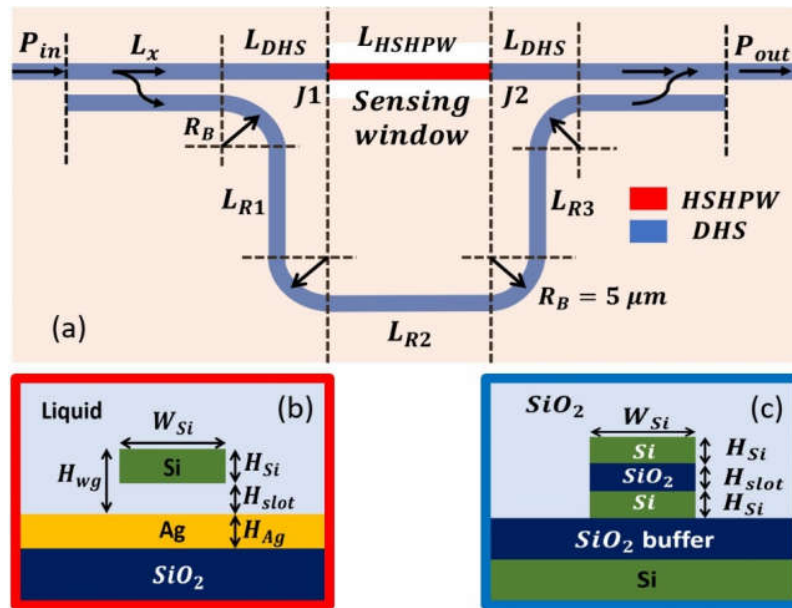 P_in L_x L_DHS L_HSHPW L_DHS P_out
J1 Sensing window J2
R_B
L_R1 L_R3
HSHPW
DHS
R_B = 5 μm
L_R2
(a)
(b)
Liquid
W_Si
Si
H_wg
H_Si
H_slot
Ag
H_Ag
SiO_2
(c)
SiO_2
W_Si
Si
H_Si
SiO_2
H_slot
Si
H_Si
SiO_2 buffer
Si